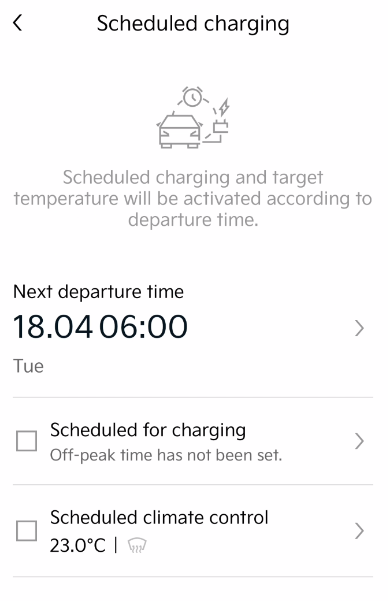 Scheduled charging
Scheduled charging and target
temperature will be activated according to
departure time.
Next departure time
18.04 06:00
Tue
Scheduled for charging
Off-peak time has not been set.
Scheduled climate control
23.0°C |